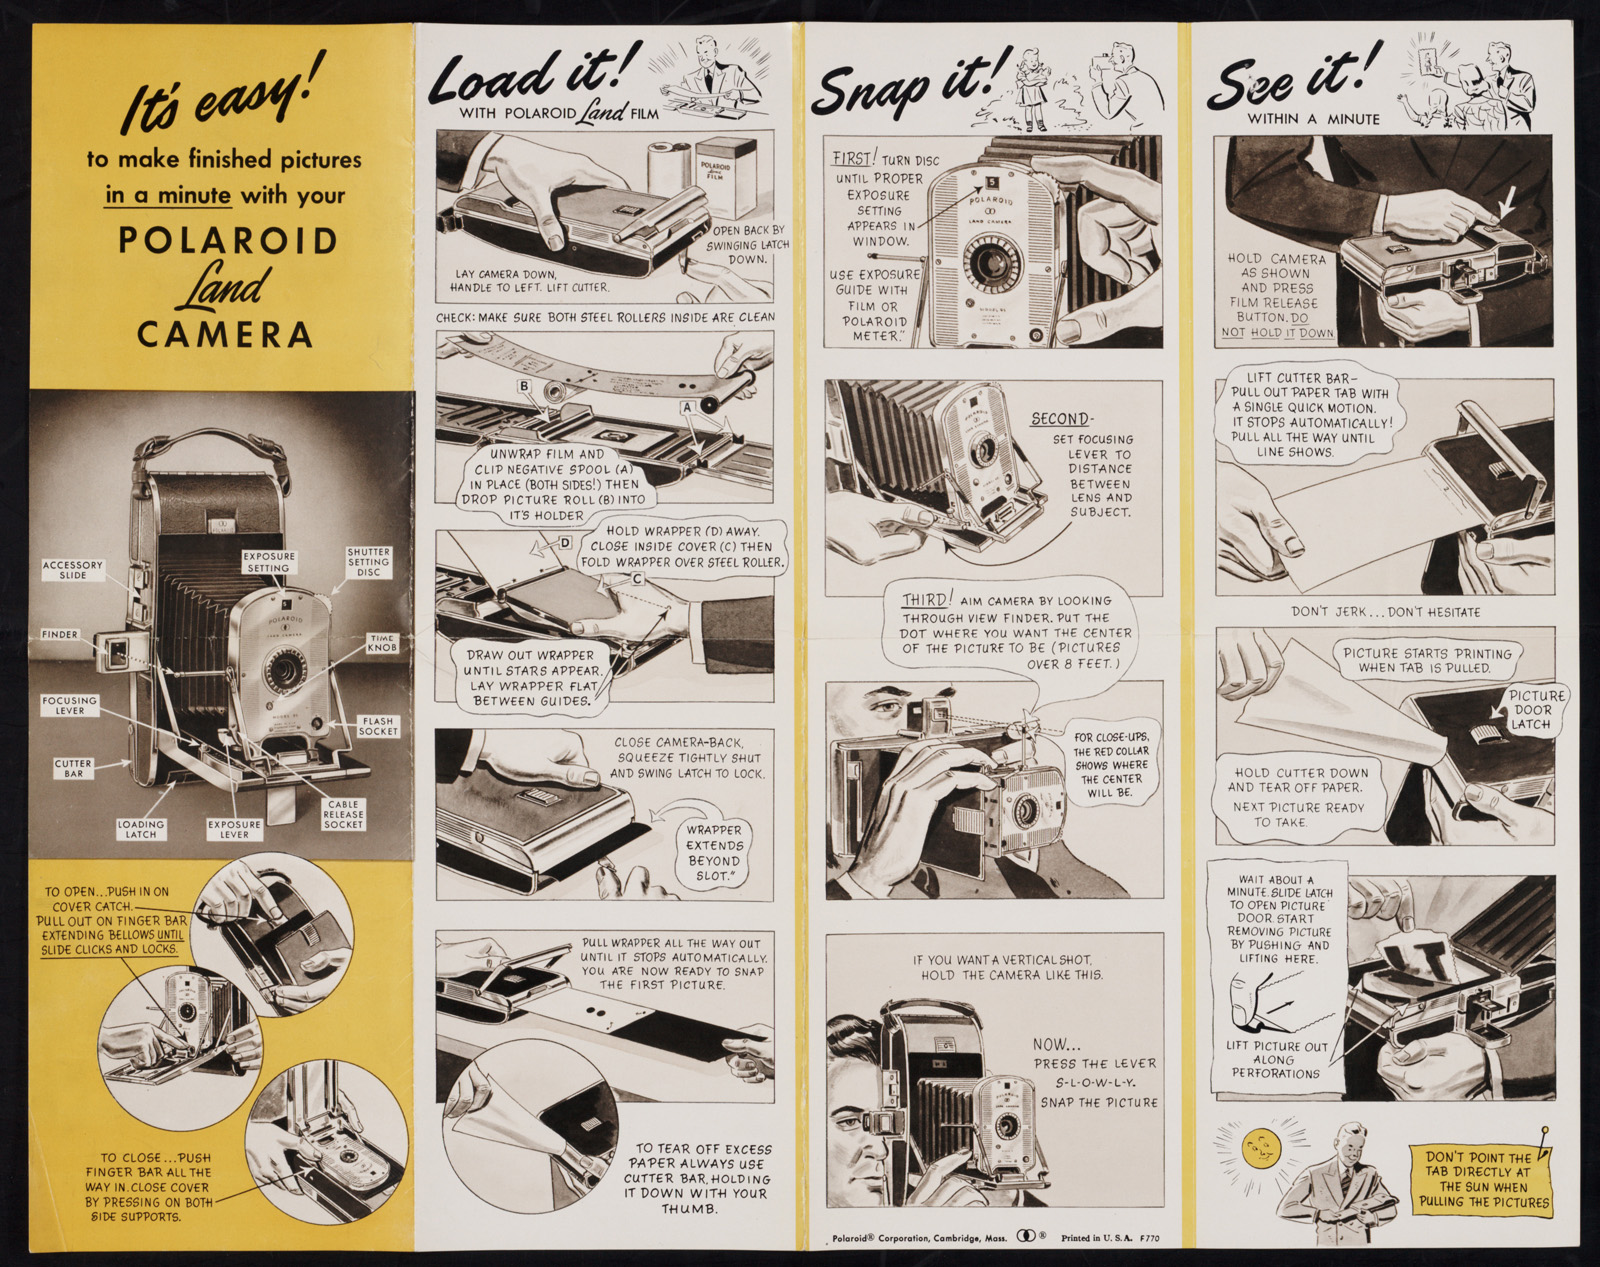 It's easy!
to make finished pictures
in a minute with your
POLAROID
Land
CAMERA
ACCESSORY
SLIDE
EXPOSURE
SETTING
SHUTTER
SETTING
DISC
FINDER
TIME
KNOB
FOCUSING
LEVER
FLASH
SOCKET
CUTTER
BAR
LOADING
LATCH
EXPOSURE
LEVER
CABLE
RELEASE
SOCKET
POLAROID
LAND CAMERA
TO OPEN...PUSH IN ON
COVER CATCH.
PULL OUT ON FINGER BAR
EXTENDING BELLOWS UNTIL
SLIDE CLICKS AND LOCKS.
TO CLOSE...PUSH
FINGER BAR ALL THE
WAY IN. CLOSE COVER
BY PRESSING ON BOTH
SIDE SUPPORTS.
Load it!
WITH POLAROID Land FILM
POLAROID
Land
FILM
OPEN BACK BY
SWINGING LATCH
DOWN.
LAY CAMERA DOWN,
HANDLE TO LEFT. LIFT CUTTER.
CHECK: MAKE SURE BOTH STEEL ROLLERS INSIDE ARE CLEAN
B
A
UNWRAP FILM AND
CLIP NEGATIVE SPOOL (A)
IN PLACE (BOTH SIDES!) THEN
DROP PICTURE ROLL (B) INTO
IT'S HOLDER
D
HOLD WRAPPER (D) AWAY.
CLOSE INSIDE COVER (C) THEN
FOLD WRAPPER OVER STEEL ROLLER.
C
DRAW OUT WRAPPER
UNTIL STARS APPEAR.
LAY WRAPPER FLAT
BETWEEN GUIDES."
CLOSE CAMERA-BACK,
SQUEEZE TIGHTLY SHUT
AND SWING LATCH TO LOCK.
WRAPPER
EXTENDS
BEYOND
SLOT."
PULL WRAPPER ALL THE WAY OUT
UNTIL IT STOPS AUTOMATICALLY.
YOU ARE NOW READY TO SNAP
THE FIRST PICTURE.
TO TEAR OFF EXCESS
PAPER ALWAYS USE
CUTTER BAR, HOLDING
IT DOWN WITH YOUR
THUMB.
Snap it!
FIRST! TURN DISC
UNTIL PROPER
EXPOSURE
SETTING
APPEARS IN
WINDOW.
USE EXPOSURE
GUIDE WITH
FILM OR
POLAROID
METER."
5
POLAROID
LAND CAMERA
MODEL 95
SECOND-
SET FOCUSING
LEVER TO
DISTANCE
BETWEEN
LENS AND
SUBJECT.
THIRD! AIM CAMERA BY LOOKING
THROUGH VIEW FINDER. PUT THE
DOT WHERE YOU WANT THE CENTER
OF THE PICTURE TO BE (PICTURES
OVER 8 FEET.)
FOR CLOSE-UPS,
THE RED COLLAR
SHOWS WHERE
THE CENTER
WILL BE.
IF YOU WANT A VERTICAL SHOT,
HOLD THE CAMERA LIKE THIS.
NOW...
PRESS THE LEVER
S-L-O-W-L-Y.
SNAP THE PICTURE
Polaroid® Corporation, Cambridge, Mass. ® Printed in U. S. A. F770
See it!
WITHIN A MINUTE
HOLD CAMERA
AS SHOWN
AND PRESS
FILM RELEASE
BUTTON. DO
NOT HOLD IT DOWN
LIFT CUTTER BAR-
PULL OUT PAPER TAB WITH
A SINGLE QUICK MOTION.
IT STOPS AUTOMATICALLY!
PULL ALL THE WAY UNTIL
LINE SHOWS.
DON'T JERK...DON'T HESITATE
PICTURE STARTS PRINTING
WHEN TAB IS PULLED.
PICTURE
DOOR
LATCH
HOLD CUTTER DOWN
AND TEAR OFF PAPER.
NEXT PICTURE READY
TO TAKE.
WAIT ABOUT A
MINUTE. SLIDE LATCH
TO OPEN PICTURE
DOOR. START
REMOVING PICTURE
BY PUSHING AND
LIFTING HERE.
LIFT PICTURE OUT
ALONG
PERFORATIONS
DON'T POINT THE
TAB DIRECTLY AT
THE SUN WHEN
PULLING THE PICTURES